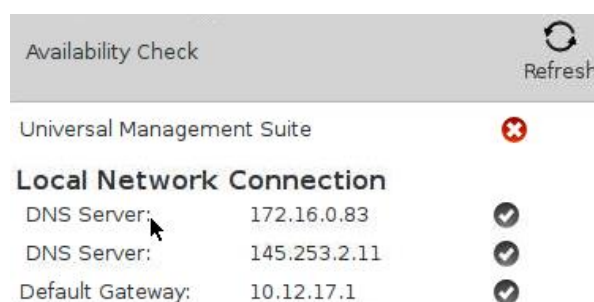 Availability Check
Refresh
Universal Management Suite
Local Network Connection
DNS Server: 172.16.0.83
DNS Server: 145.253.2.11
Default Gateway: 10.12.17.1